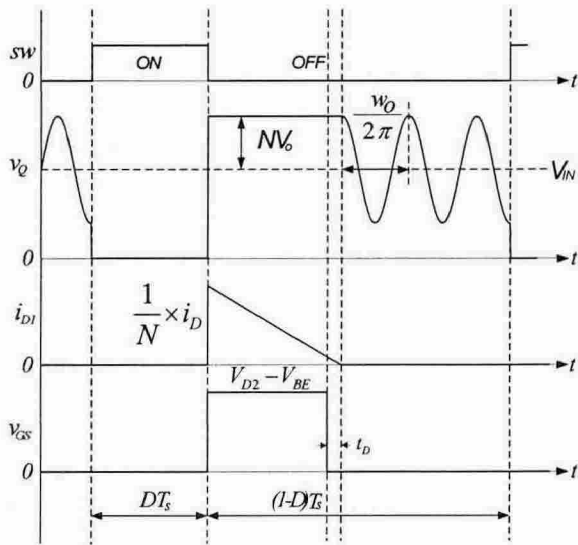 sw
ON
OFF
0
t
w_O
2π
NV_o
v_Q
V_IN
0
t
i_D1
1/N × i_D
0
t
V_D2 − V_BE
v_GS
t_D
0
t
DT_s
(1-D)T_s